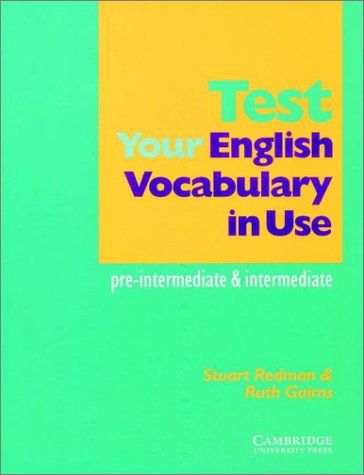 Test
Your English
Vocabulary
in Use
pre-intermediate & intermediate
Stuart Redman &
Ruth Gairns
CAMBRIDGE
UNIVERSITY PRESS